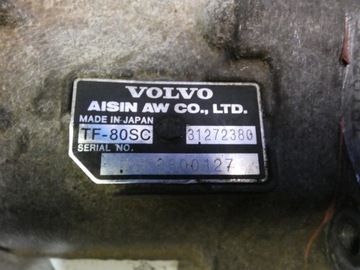 VOLVO
AISIN AW CO., LTD.
MADE IN JAPAN
TF-80SC 31272380
SERIAL NO.